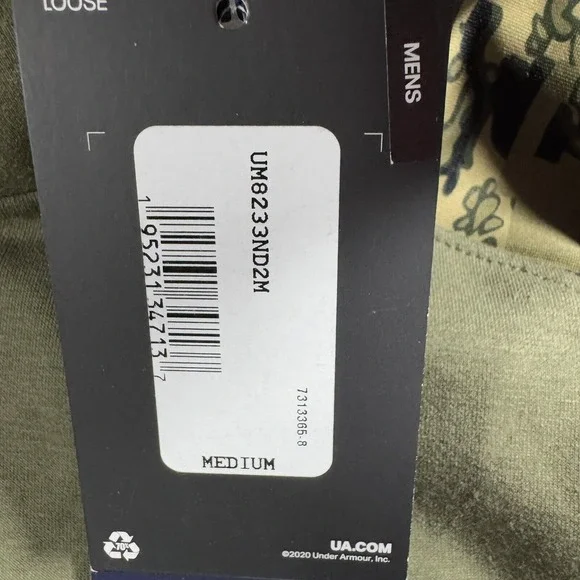 LOOSE
MENS
UM8233ND2M
1 95231 34713 7
7313365-8
MEDIUM
70%
UA.COM
©2020 Under Armour, Inc.